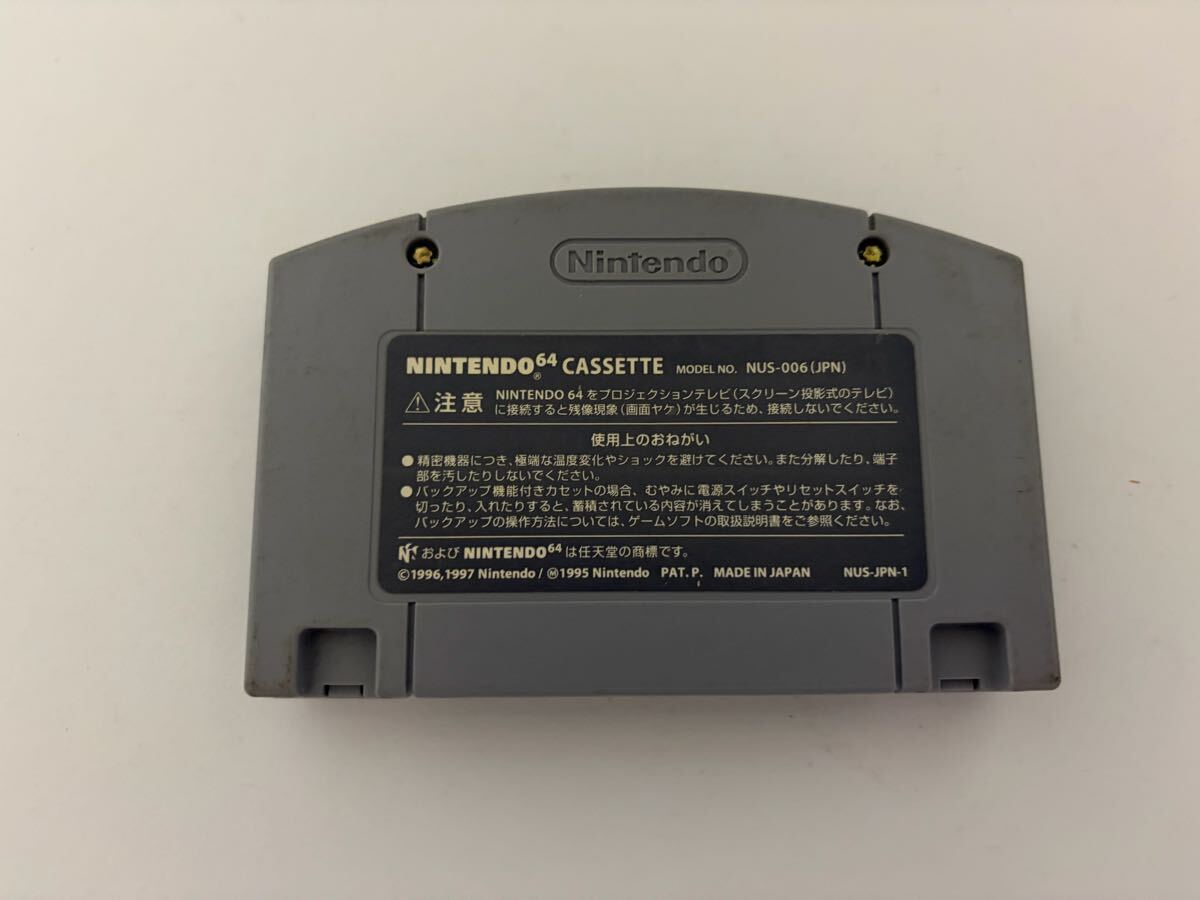 Nintendo
NINTENDO64 CASSETTE MODEL NO. NUS-006(JPN)
⚠注意 NINTENDO 64をプロジェクションテレビ(スクリーン投影式のテレビ)
に接続すると残像現象(画面ヤケ)が生じるため、接続しないでください。
使用上のおねがい
●精密機器につき、極端な温度変化やショックを避けてください。また分解したり、端子
部を汚したりしないでください。
●バックアップ機能付きカセットの場合、むやみに電源スイッチやリセットスイッチを
切ったり、入れたりすると、蓄積されている内容が消えてしまうことがあります。なお、
バックアップの操作方法については、ゲームソフトの取扱説明書をご参照ください。
および NINTENDO64 は任天堂の商標です。
©1996,1997 Nintendo/Ⓜ1995 Nintendo PAT. P. MADE IN JAPAN NUS-JPN-1